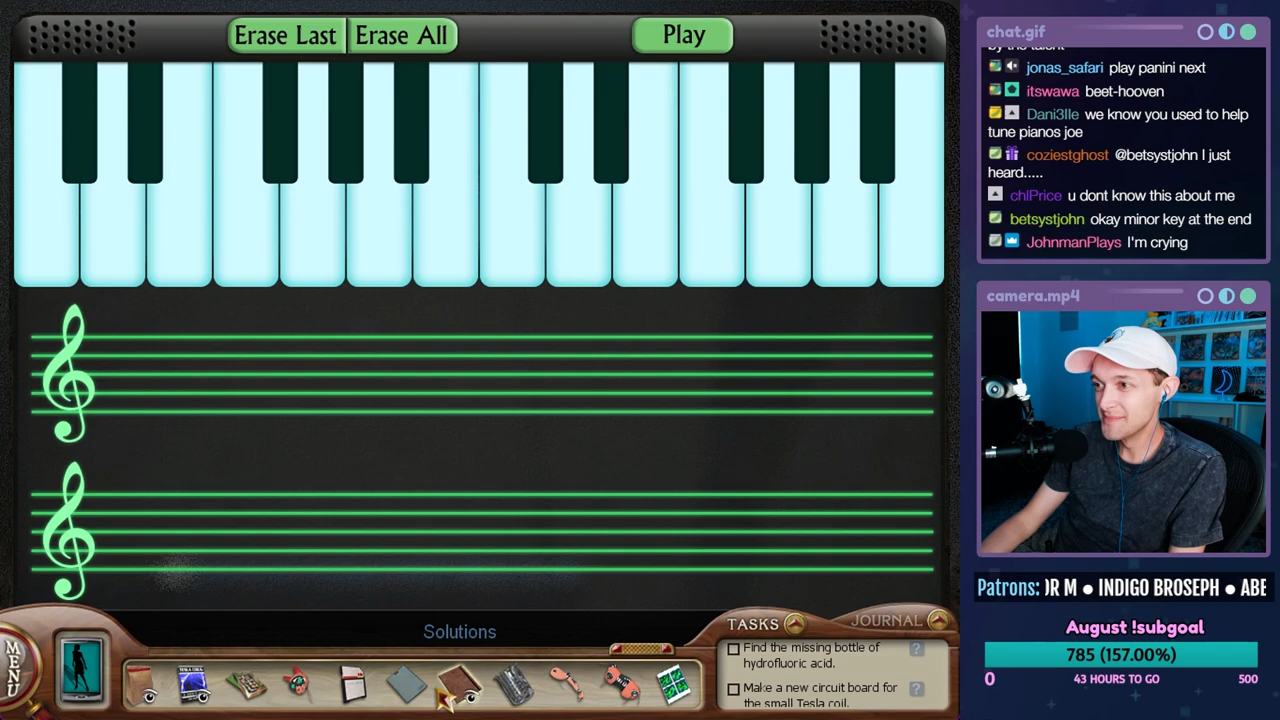 Erase Last
Erase All
Play
Solutions
MENU
TASKS
JOURNAL
Find the missing bottle of
hydrofluoric acid.
?
Make a new circuit board for
the small Tesla coil.
?
chat.gif
by the talent
jonas_safari play panini next
itswawa beet-hooven
Dani3lle we know you used to help
tune pianos joe
coziestghost @betsystjohn I just
heard.....
chlPrice u dont know this about me
betsystjohn okay minor key at the end
JohnmanPlays I'm crying
camera.mp4
Patrons: JR M ● INDIGO BROSEPH ● ABE
August !subgoal
785 (157.00%)
0
43 HOURS TO GO
500